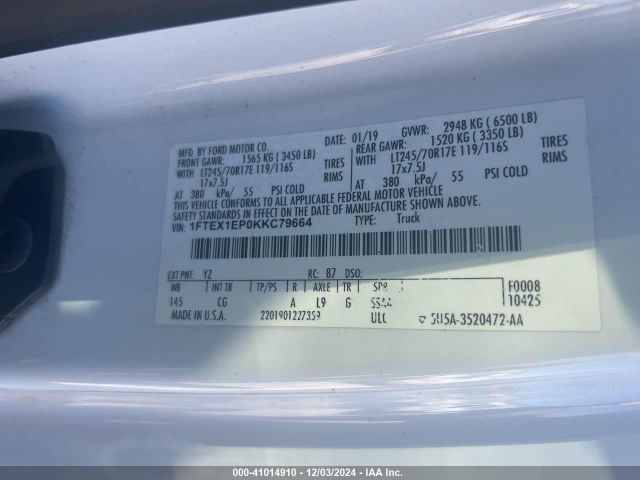 MFD. BY FORD MOTOR CO.
DATE: 01/19 GVWR: 2948 KG ( 6500 LB)
FRONT GAWR: 1565 KG ( 3450 LB)
REAR GAWR: 1520 KG ( 3350 LB)
WITH LT245/70R17E 119/116S TIRES
WITH LT245/70R17E 119/116S TIRES
17x7.5J RIMS
17x7.5J RIMS
AT 380 kPa/ 55 PSI COLD
AT 380 kPa/ 55 PSI COLD
THIS VEHICLE CONFORMS TO ALL APPLICABLE FEDERAL MOTOR VEHICLE
SAFETY STANDARDS IN EFFECT ON THE DATE OF MANUFACTURE SHOWN ABOVE.
VIN: 1FTEX1EP0KKC79664
TYPE: Truck
EXT PNT: YZ RC: 87 DSO:
WB INT TR TP/PS R AXLE TR SPR F0008
145 CG A L9 G SSAA 10425
MADE IN U.S.A. 2201901227359 ULC 5U5A-3520472-AA
000-41014910 - 12/03/2024 - IAA Inc.